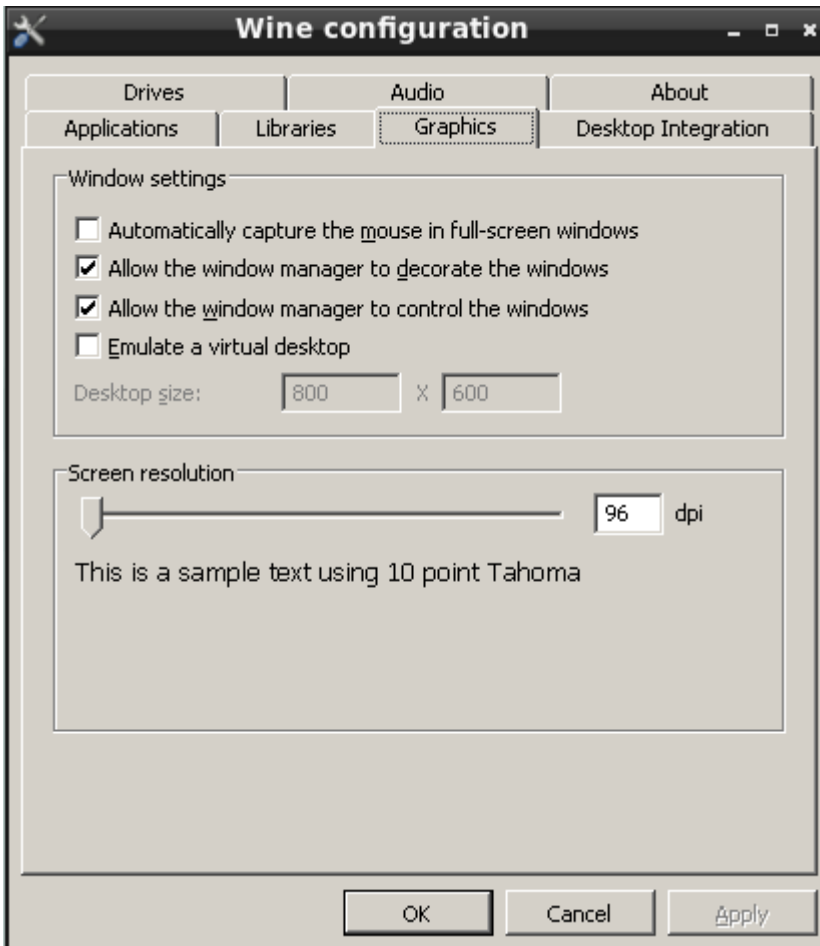 Wine configuration
Drives Audio About
Applications Libraries Graphics Desktop Integration
Window settings
Automatically capture the mouse in full-screen windows
Allow the window manager to decorate the windows
Allow the window manager to control the windows
Emulate a virtual desktop
Desktop size: 800 X 600
Screen resolution
96 dpi
This is a sample text using 10 point Tahoma
OK Cancel Apply